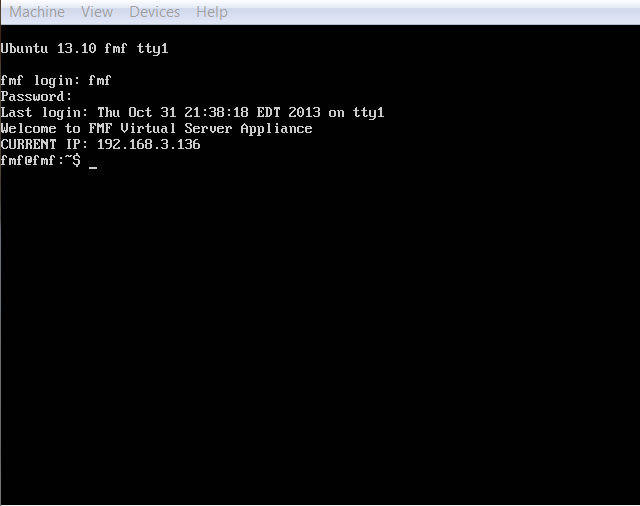 Machine View Devices Help
Ubuntu 13.10 fmf tty1
fmf login: fmf
Password:
Last login: Thu Oct 31 21:38:18 EDT 2013 on tty1
Welcome to FMF Virtual Server Appliance
CURRENT IP: 192.168.3.136
fmf@fmf:~$ _